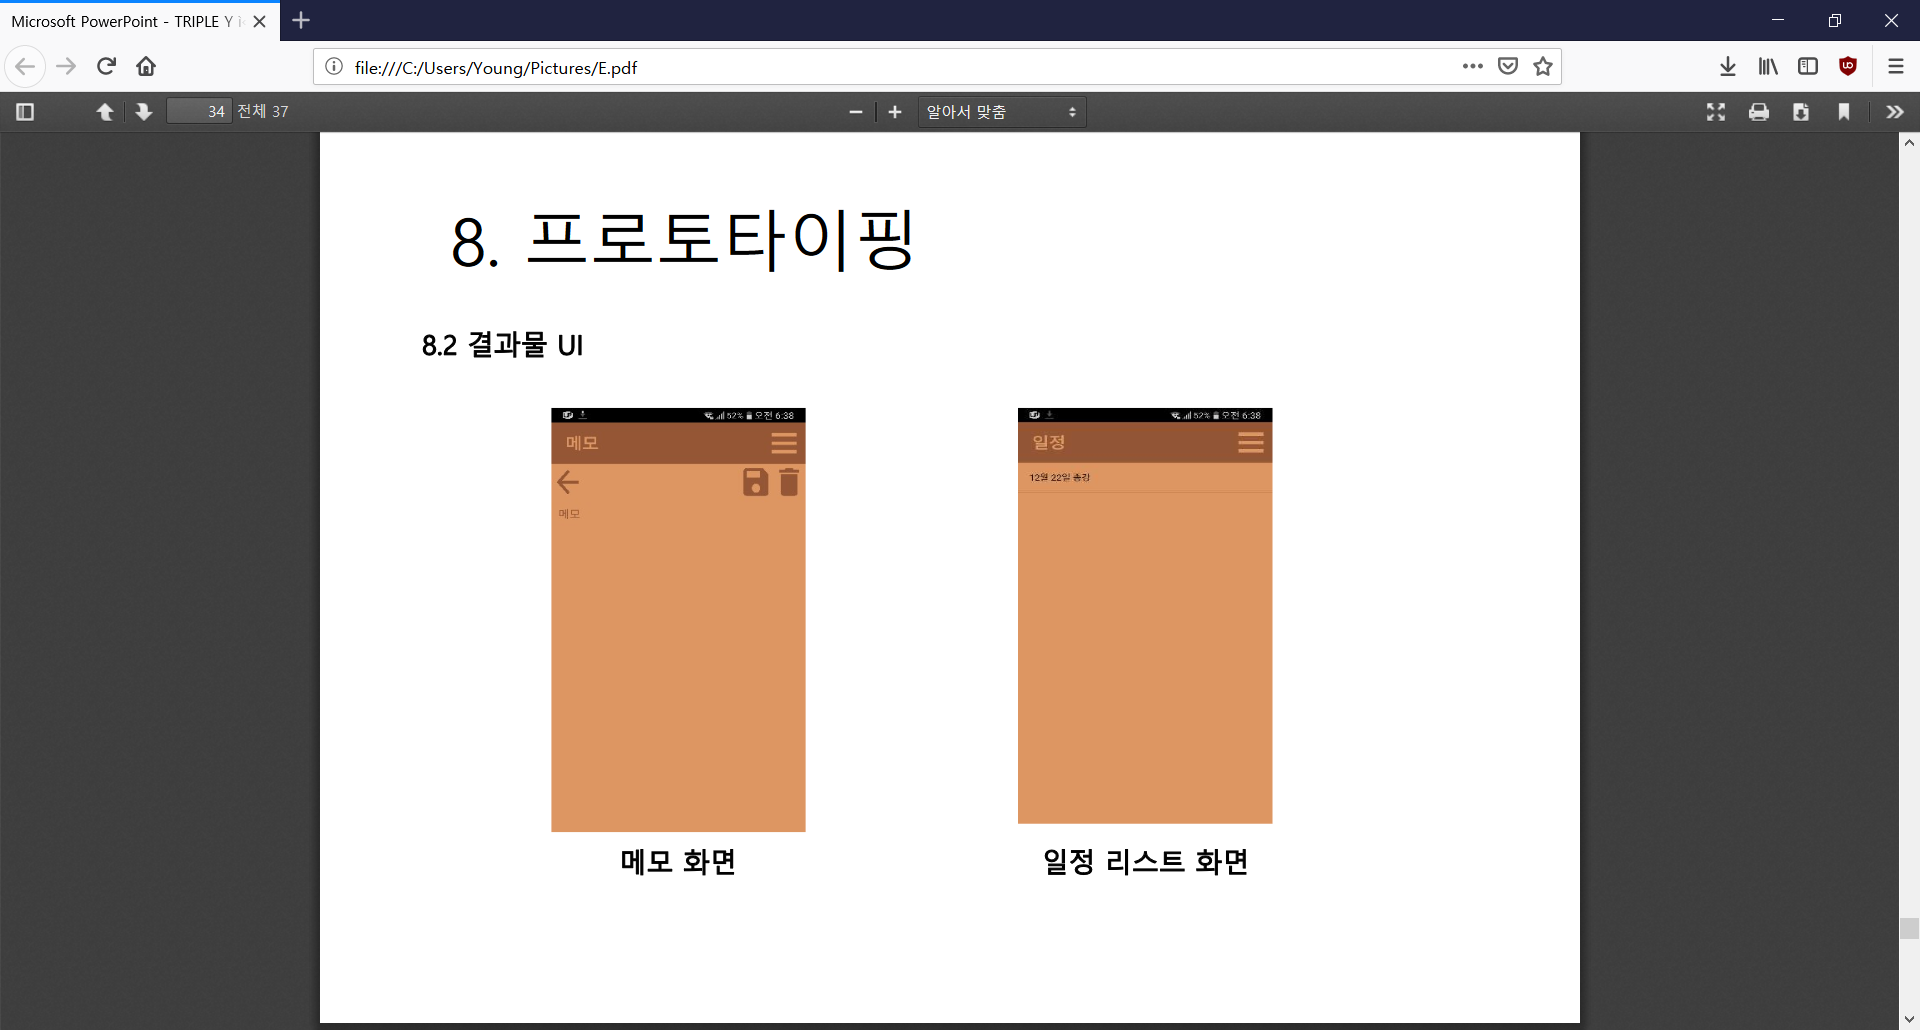 Microsoft PowerPoint - TRIPLE Y
file:///C:/Users/Young/Pictures/E.pdf
34 전체 37
알아서 맞춤
8. 프로토타이핑
8.2 결과물 UI
52% 오전 6:38
메모
메모
메모 화면
52% 오전 6:38
일정
12월 22일 종강
일정 리스트 화면